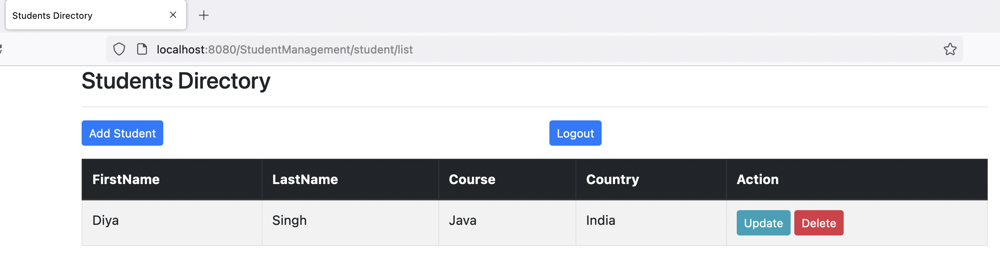 Students Directory
localhost:8080/StudentManagement/student/list
Students Directory
Add Student Logout
FirstName LastName Course Country Action
Diya Singh Java India Update Delete